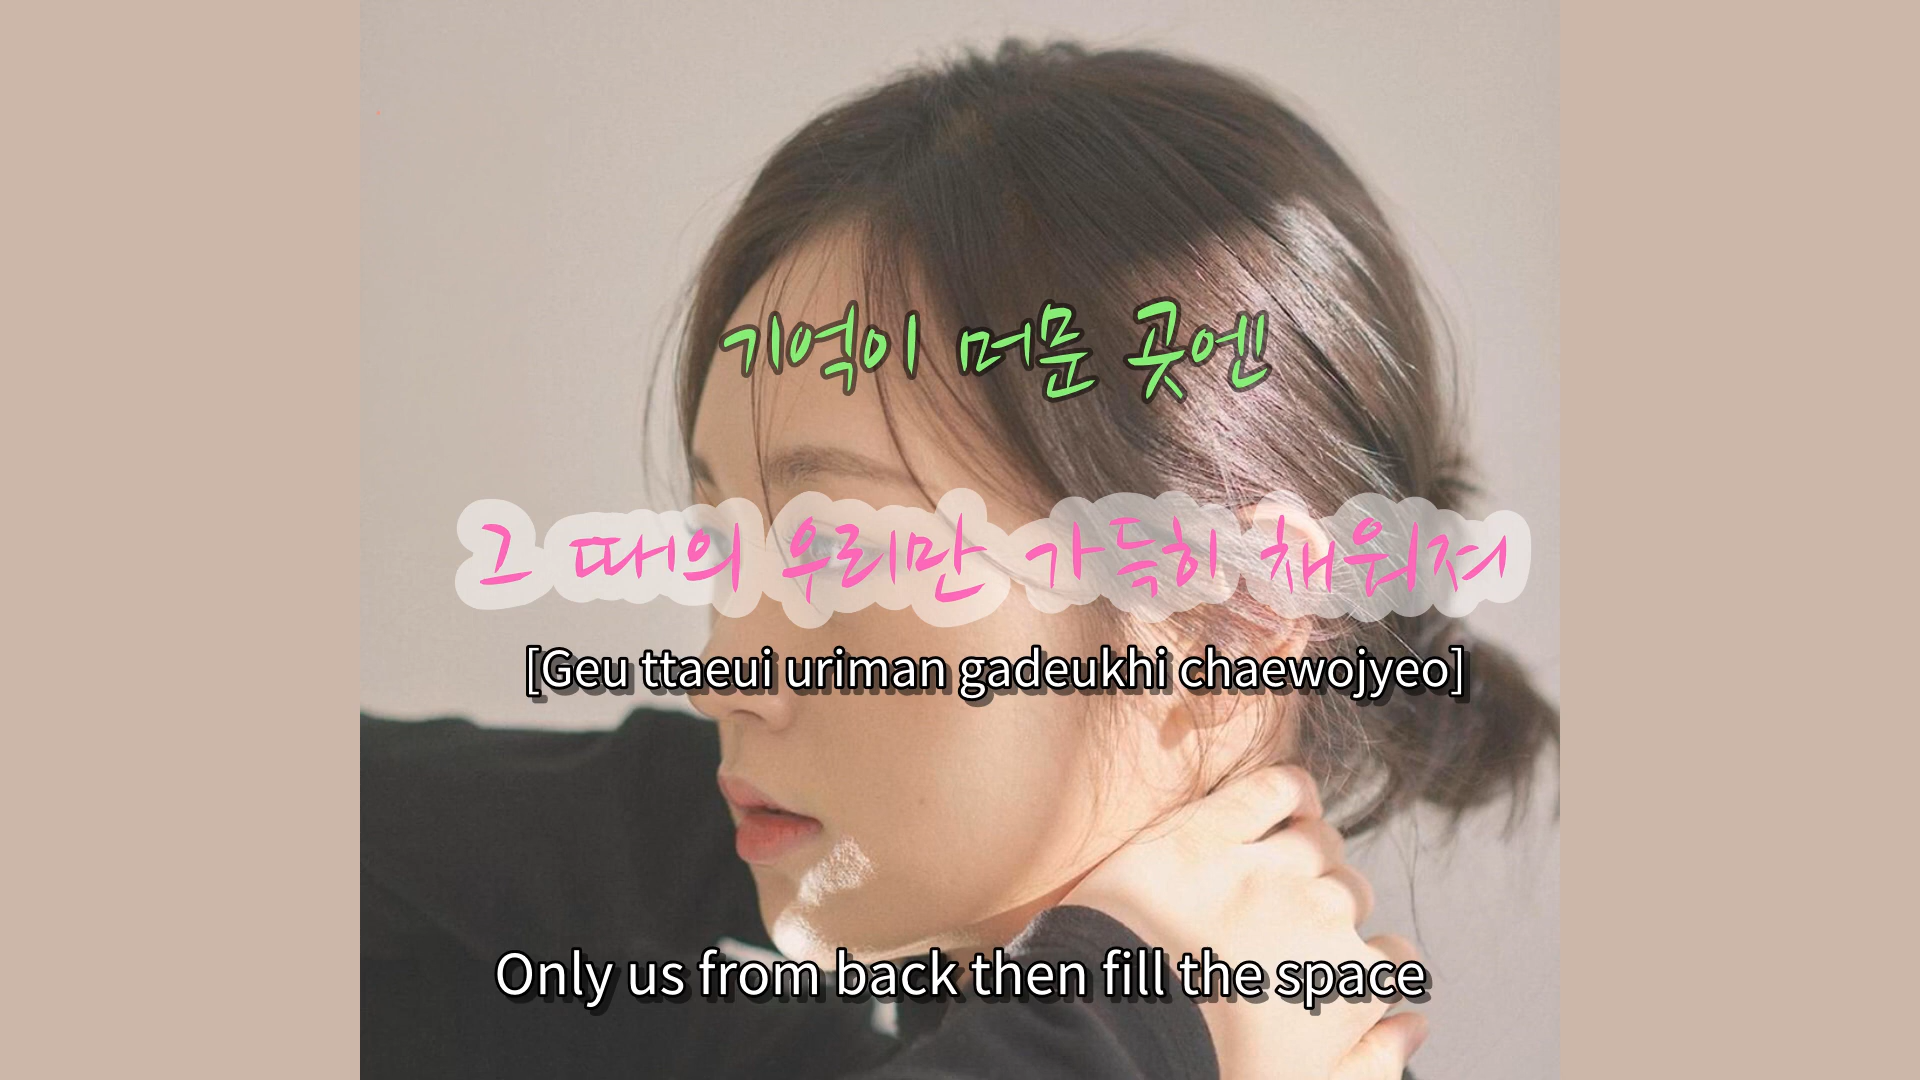 기억이 머문 곳엔
그 때의 우리만 가득히 채워져
[Geu ttaeui uriman gadeukhi chaewojyeo]
Only us from back then fill the space